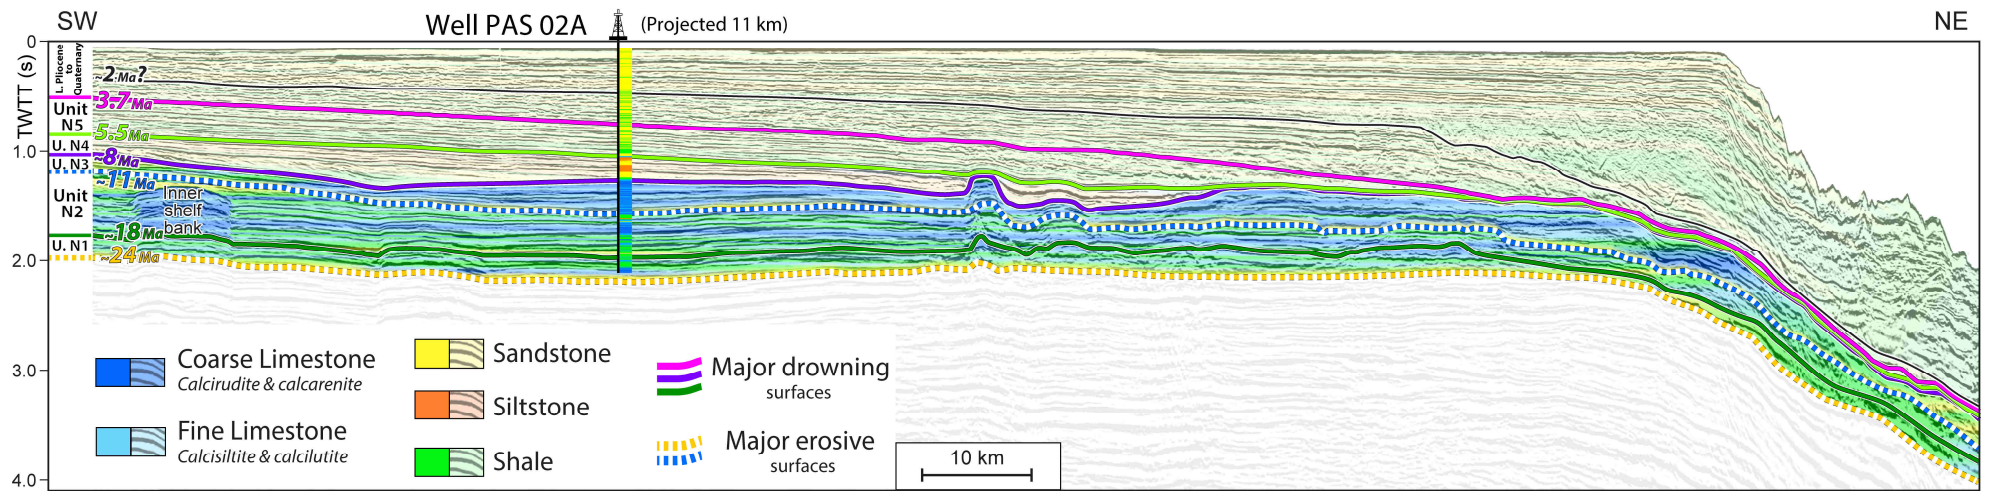 SW
Well PAS 02A
(Projected 11 km)
NE
TWTT (s)
0
1.0
2.0
3.0
4.0
L. Pliocene
to
Quaternary
Unit
N5
U. N4
U. N3
Unit
N2
U. N1
~2 Ma?
3.7 Ma
5.5 Ma
~8 Ma
~11 Ma
~18 Ma
~24 Ma
Inner
shelf
bank
Coarse Limestone
Calcirudite & calcarenite
Fine Limestone
Calcisiltite & calcilutite
Sandstone
Siltstone
Shale
Major drowning
surfaces
Major erosive
surfaces
10 km